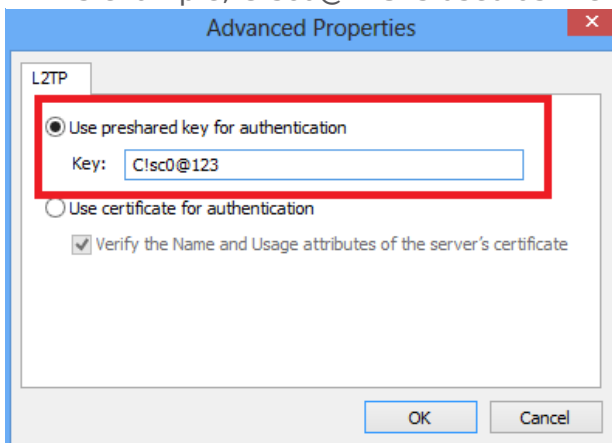 Advanced Properties
L2TP
Use preshared key for authentication
Key: C!sc0@123
Use certificate for authentication
Verify the Name and Usage attributes of the server's certificate
OK Cancel